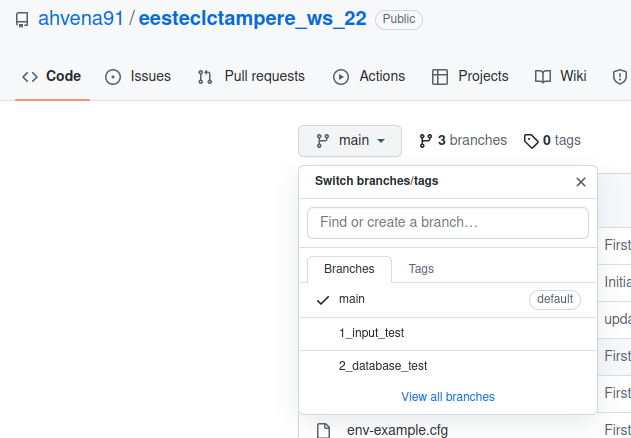 ahvena91 / eesteclctampere_ws_22 Public
Code Issues Pull requests Actions Projects Wiki
main 3 branches 0 tags
Switch branches/tags
Find or create a branch…
Branches Tags
First
main default
Initia
1_input_test
upda
2_database_test
First
View all branches
First
env-example.cfg First